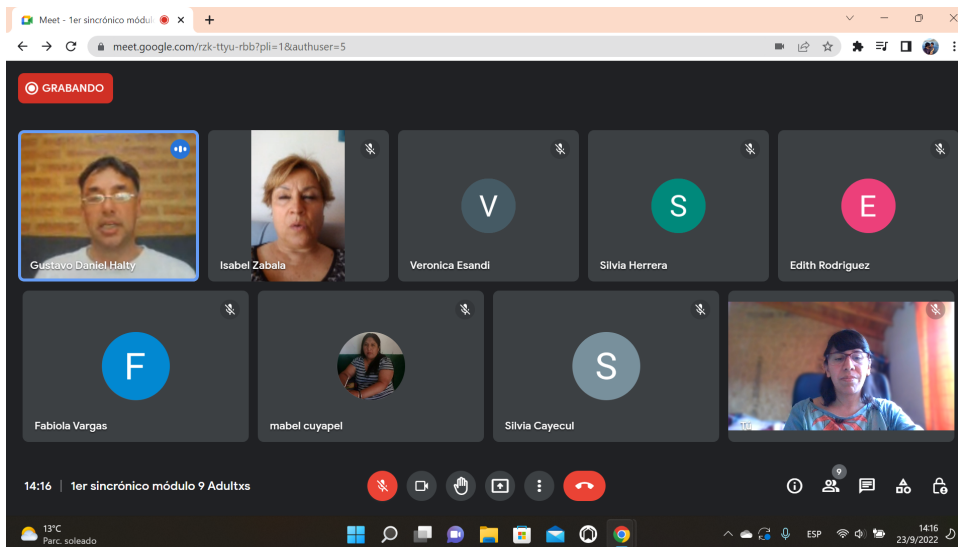 Meet - 1er sincrónico módul
meet.google.com/rzk-ttyu-rbb?pli=1&authuser=5
GRABANDO
Gustavo Daniel Halty
Isabel Zabala
V
Veronica Esandi
S
Silvia Herrera
E
Edith Rodriguez
F
Fabiola Vargas
mabel cuyapel
S
Silvia Cayecul
14:16 | 1er sincrónico módulo 9 Adultxs
9
13°C
Parc. soleado
ESP
14:16
23/9/2022